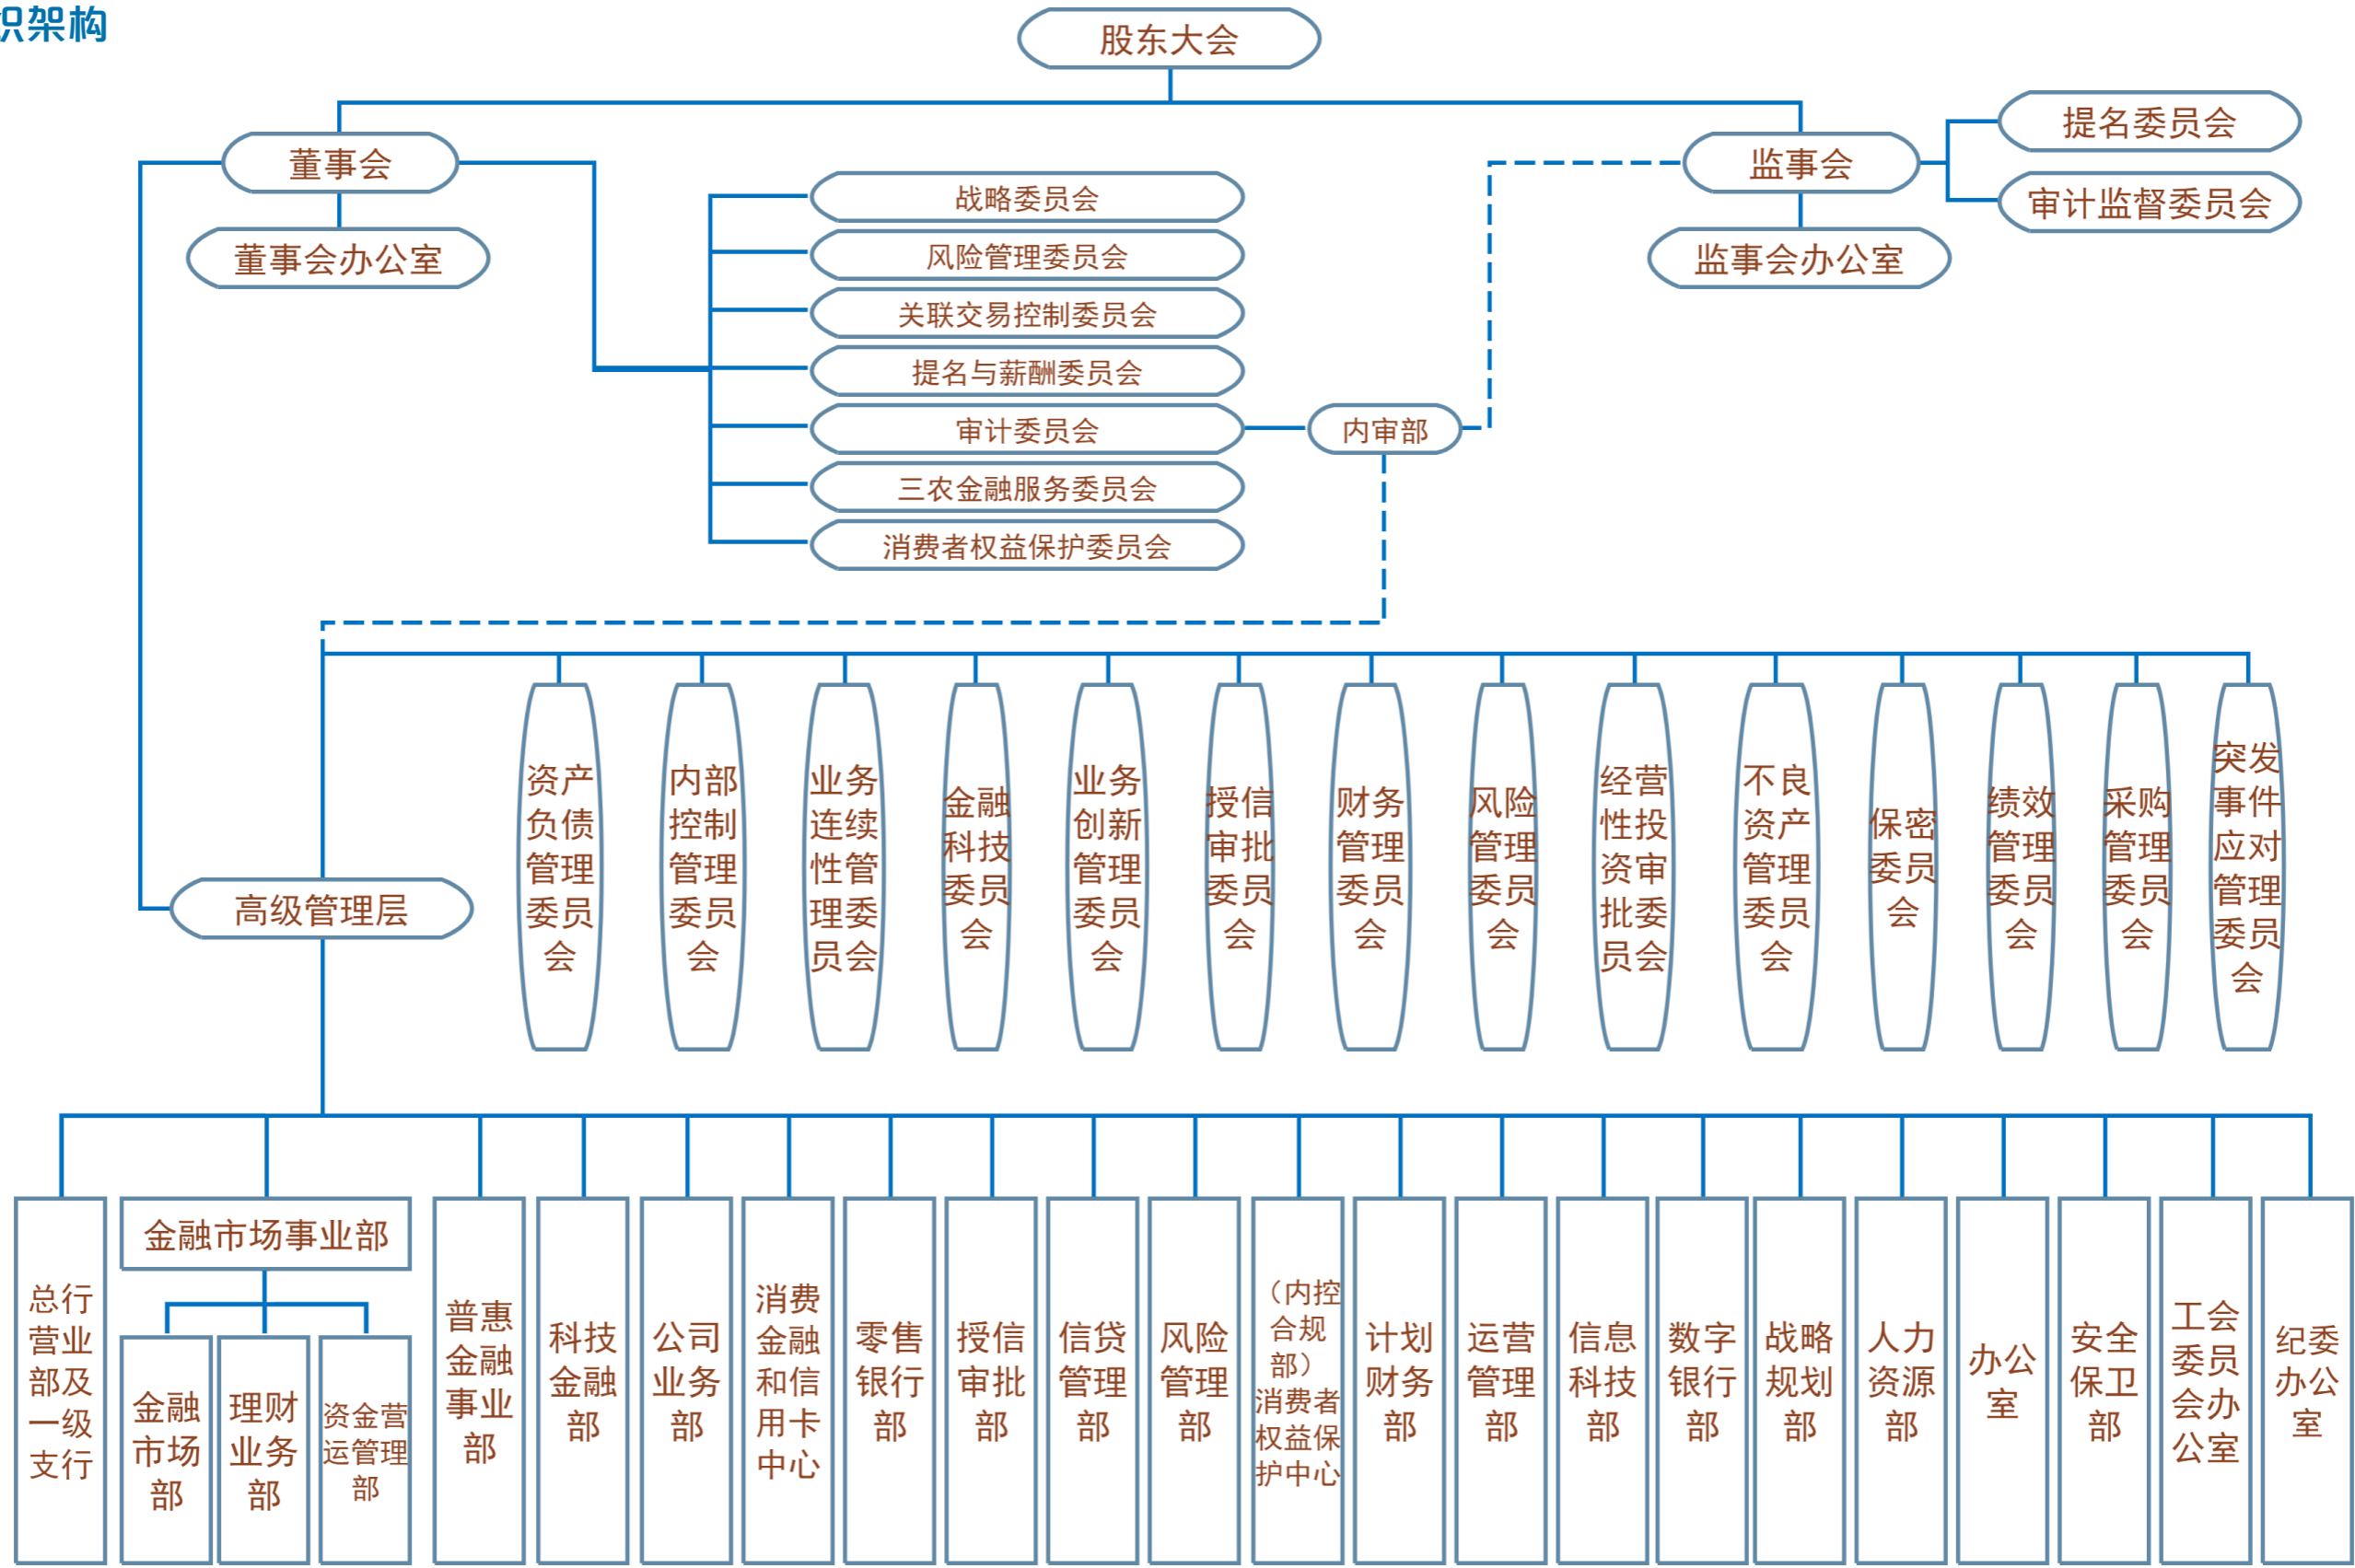 织架构
股东大会
董事会
监事会
提名委员会
审计监督委员会
董事会办公室
监事会办公室
战略委员会
风险管理委员会
关联交易控制委员会
提名与薪酬委员会
审计委员会
内审部
三农金融服务委员会
消费者权益保护委员会
高级管理层
资产
负债
管理
委员
会
内部
控制
管理
委员
会
业务
连续
性管
理委
员会
金融
科技
委员
会
业务
创新
管理
委员
会
授信
审批
委员
会
财务
管理
委员
会
风险
管理
委员
会
经营
性投
资审
批委
员会
不良
资产
管理
委员
会
保密
委员
会
绩效
管理
委员
会
采购
管理
委员
会
突发
事件
应对
管理
委员
会
总行
营业
部及
一级
支行
金融市场事业部
金融
市场
部
理财
业务
部
资金营
运管理
部
普惠
金融
事业
部
科技
金融
部
公司
业务
部
消费
金融
和信
用卡
中心
零售
银行
部
授信
审批
部
信贷
管理
部
风险
管理
部
（内控
合规
部）
消费者
权益保
护中心
计划
财务
部
运营
管理
部
信息
科技
部
数字
银行
部
战略
规划
部
人力
资源
部
办公
室
安全
保卫
部
工会
委员
会办
公室
纪委
办公
室